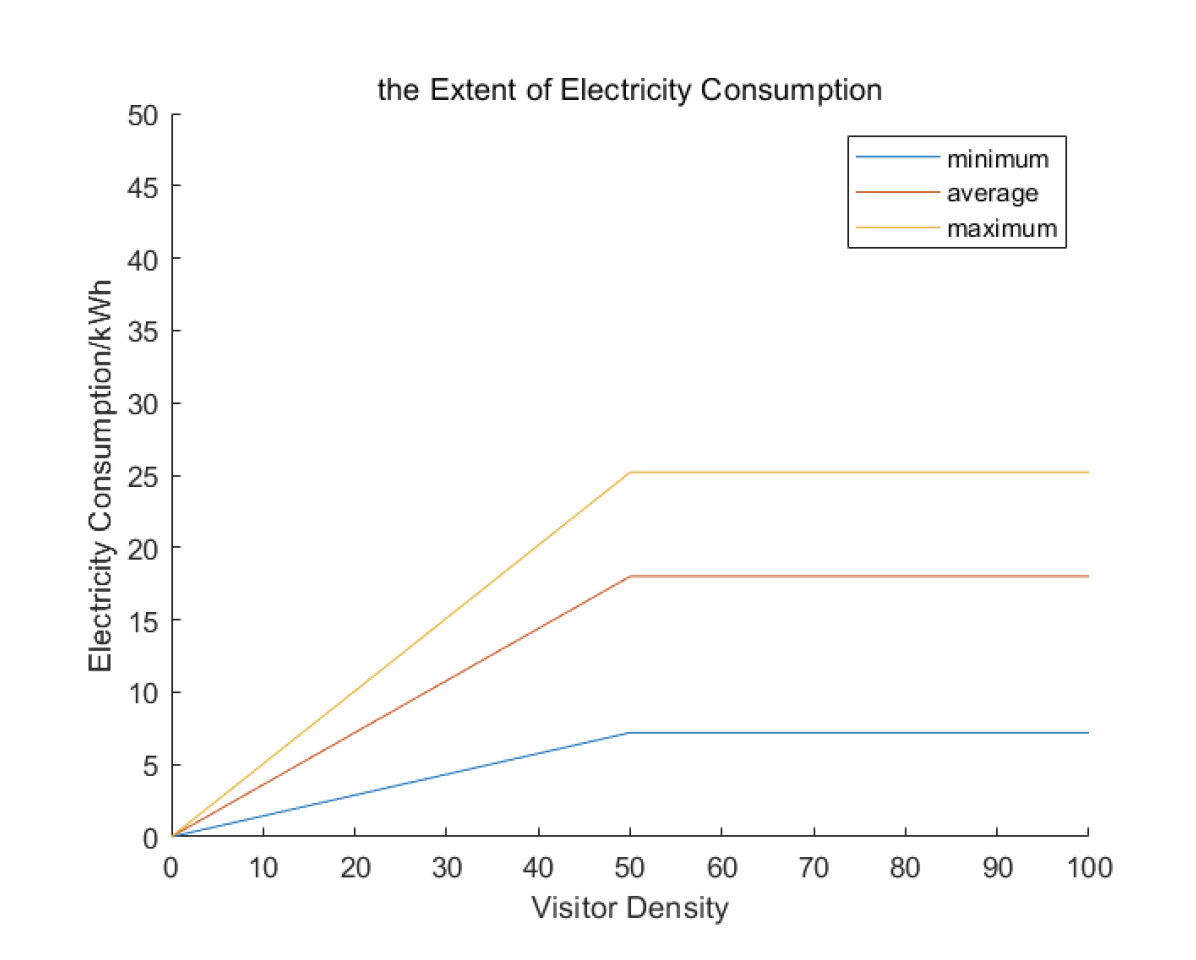 the Extent of Electricity Consumption
50
45
40
35
30
25
20
15
10
5
0
Electricity Consumption/kWh
minimum
average
maximum
0 10 20 30 40 50 60 70 80 90 100
Visitor Density